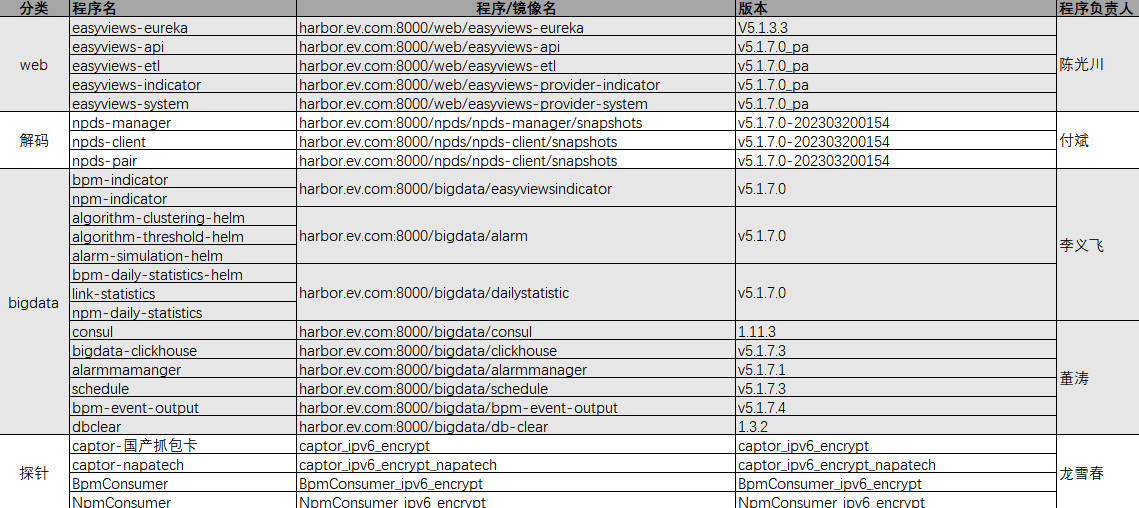 分类 程序名 程序/镜像名 版本 程序负责人
web easyviews-eureka harbor.ev.com:8000/web/easyviews-eureka V5.1.3.3 陈光川
easyviews-api harbor.ev.com:8000/web/easyviews-api v5.1.7.0_pa
easyviews-etl harbor.ev.com:8000/web/easyviews-etl v5.1.7.0_pa
easyviews-indicator harbor.ev.com:8000/web/easyviews-provider-indicator v5.1.7.0_pa
easyviews-system harbor.ev.com:8000/web/easyviews-provider-system v5.1.7.0_pa
解码 npds-manager harbor.ev.com:8000/npds/npds-manager/snapshots v5.1.7.0-202303200154 付斌
npds-client harbor.ev.com:8000/npds/npds-client/snapshots v5.1.7.0-202303200154
npds-pair harbor.ev.com:8000/npds/npds-client/snapshots v5.1.7.0-202303200154
bigdata bpm-indicator harbor.ev.com:8000/bigdata/easyviewsindicator v5.1.7.0 李义飞
npm-indicator
algorithm-clustering-helm harbor.ev.com:8000/bigdata/alarm v5.1.7.0
algorithm-threshold-helm
alarm-simulation-helm
bpm-daily-statistics-helm harbor.ev.com:8000/bigdata/dailystatistic v5.1.7.0
link-statistics
npm-daily-statistics
consul harbor.ev.com:8000/bigdata/consul 1.11.3 董涛
bigdata-clickhouse harbor.ev.com:8000/bigdata/clickhouse v5.1.7.3
alarmmamanger harbor.ev.com:8000/bigdata/alarmmanager v5.1.7.1
schedule harbor.ev.com:8000/bigdata/schedule v5.1.7.3
bpm-event-output harbor.ev.com:8000/bigdata/bpm-event-output v5.1.7.4
dbclear harbor.ev.com:8000/bigdata/db-clear 1.3.2
探针 captor-国产抓包卡 captor_ipv6_encrypt captor_ipv6_encrypt 龙雪春
captor-napatech captor_ipv6_encrypt_napatech captor_ipv6_encrypt_napatech
BpmConsumer BpmConsumer_ipv6_encrypt BpmConsumer_ipv6_encrypt
NpmConsumer NpmConsumer_ipv6_encrypt NpmConsumer_ipv6_encrypt